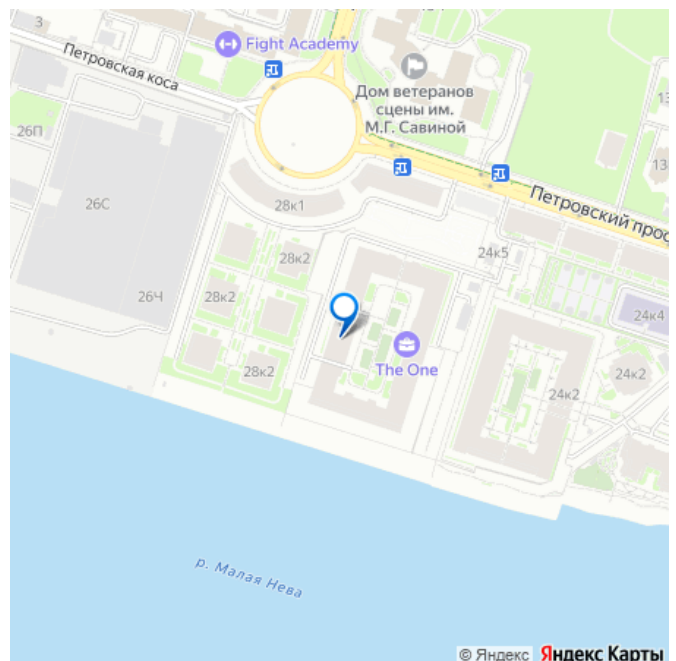 3
Петровская коса
Fight Academy
Дом ветеранов
сцены им.
М.Г. Савиной
26П
26С
28к1
Петровский прос
13
28к2
24к5
26Ч
28к2
24к4
The One
28к2
24к2
24к2
р. Малая Нева
© Яндекс Яндекс Карты